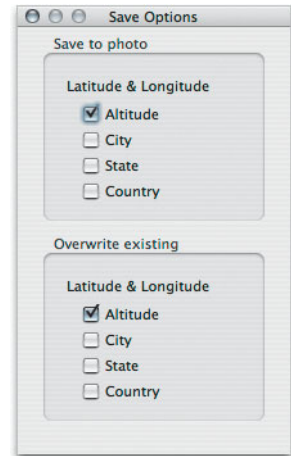 Save Options
Save to photo
Latitude & Longitude
Altitude
City
State
Country
Overwrite existing
Latitude & Longitude
Altitude
City
State
Country